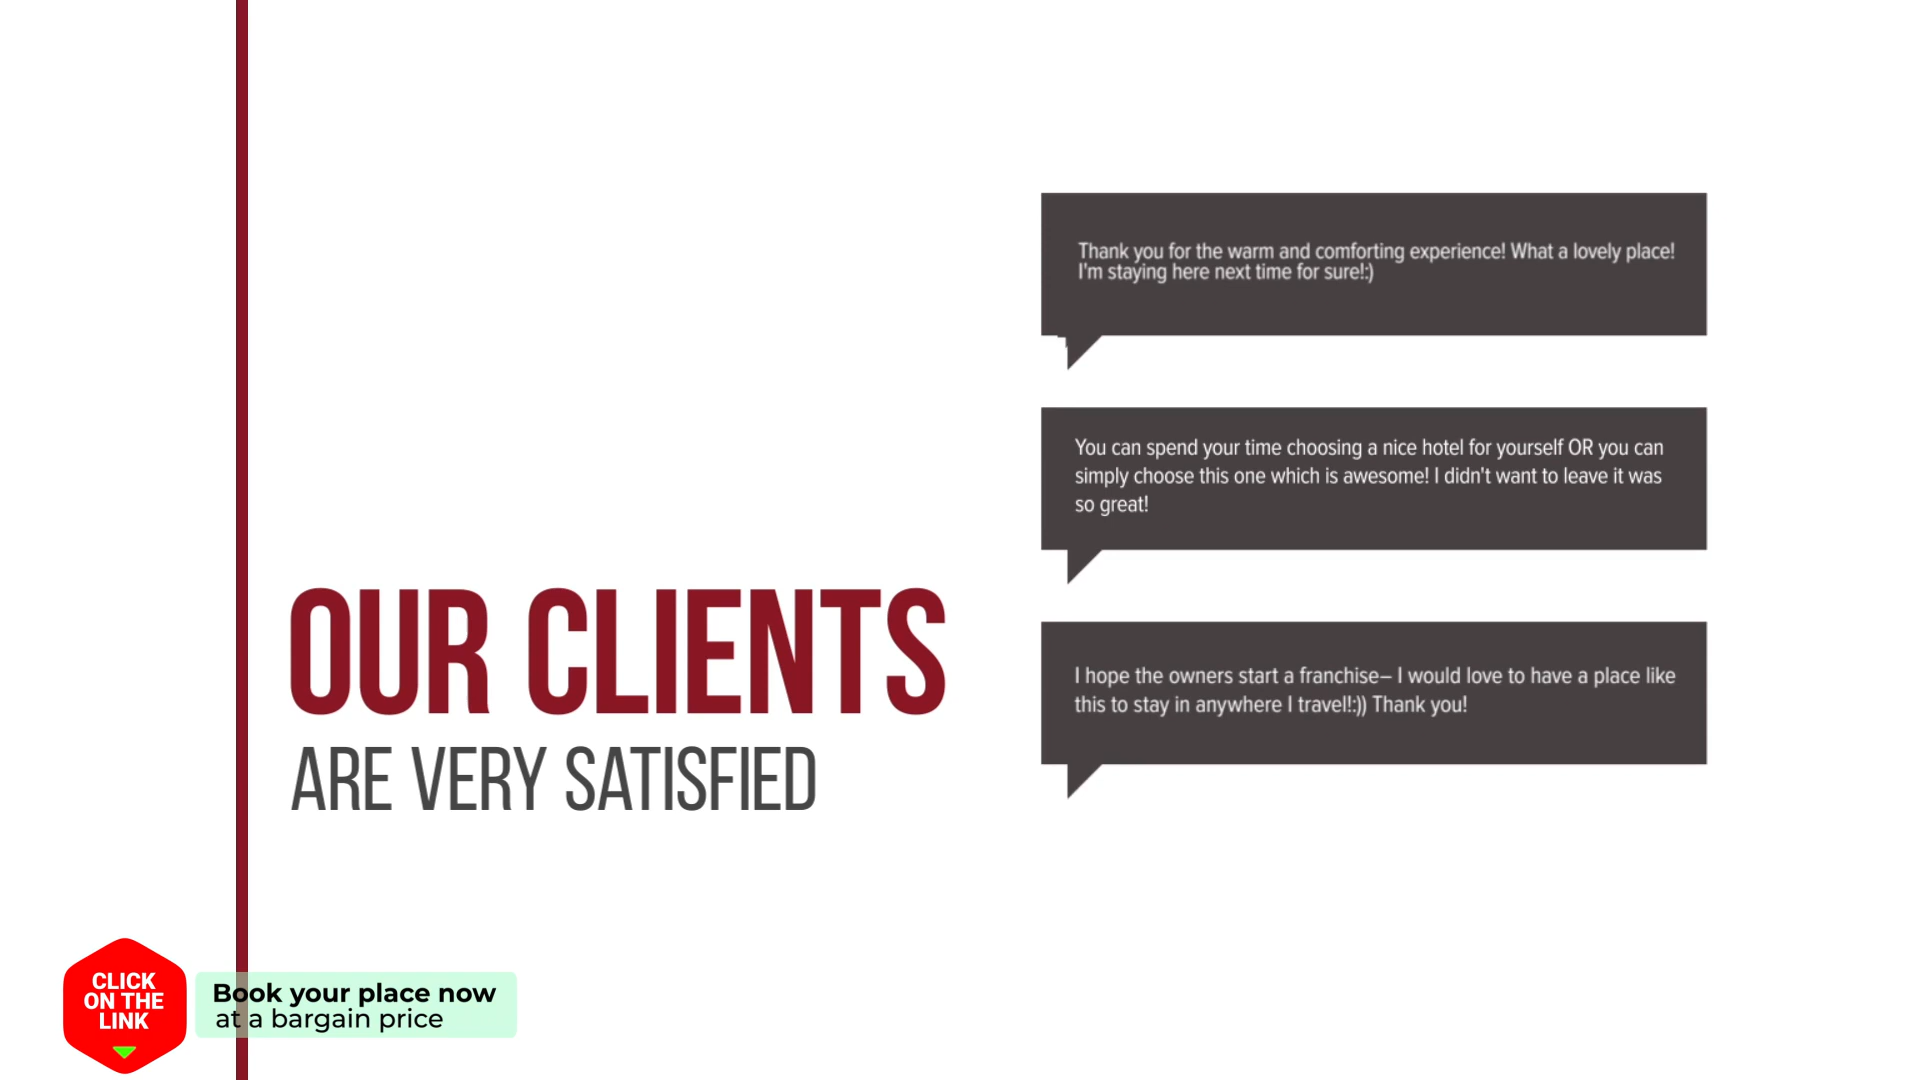 Thank you for the warm and comforting experience! What a lovely place!
I'm staying here next time for sure!:)
You can spend your time choosing a nice hotel for yourself OR you can
simply choose this one which is awesome! I didn't want to leave it was
so great!
I hope the owners start a franchise– I would love to have a place like
this to stay in anywhere I travel!:)) Thank you!
OUR CLIENTS
ARE VERY SATISFIED
CLICK
ON THE
LINK
Book your place now
at a bargain price